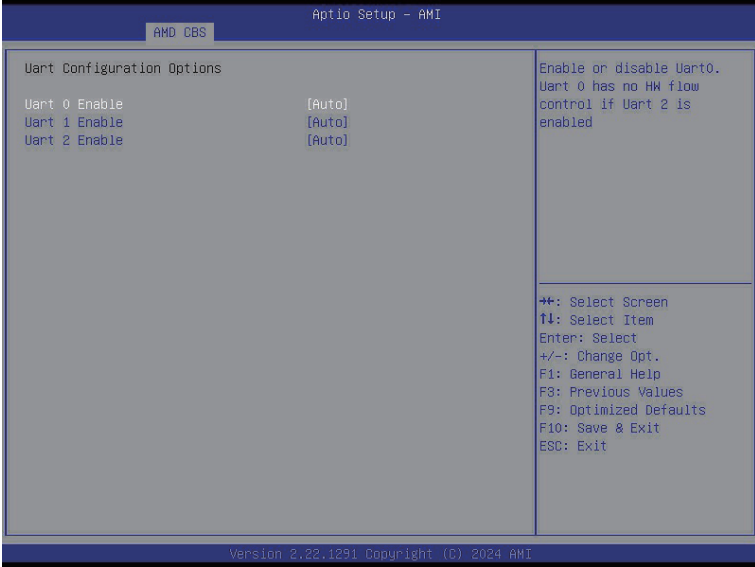 Aptio Setup – AMI
AMD CBS
Uart Configuration Options
Uart 0 Enable [Auto]
Uart 1 Enable [Auto]
Uart 2 Enable [Auto]
Enable or disable Uart0.
Uart 0 has no HW flow
control if Uart 2 is
enabled
→←: Select Screen
↑↓: Select Item
Enter: Select
+/-: Change Opt.
F1: General Help
F3: Previous Values
F9: Optimized Defaults
F10: Save & Exit
ESC: Exit
Version 2.22.1291 Copyright (C) 2024 AMI